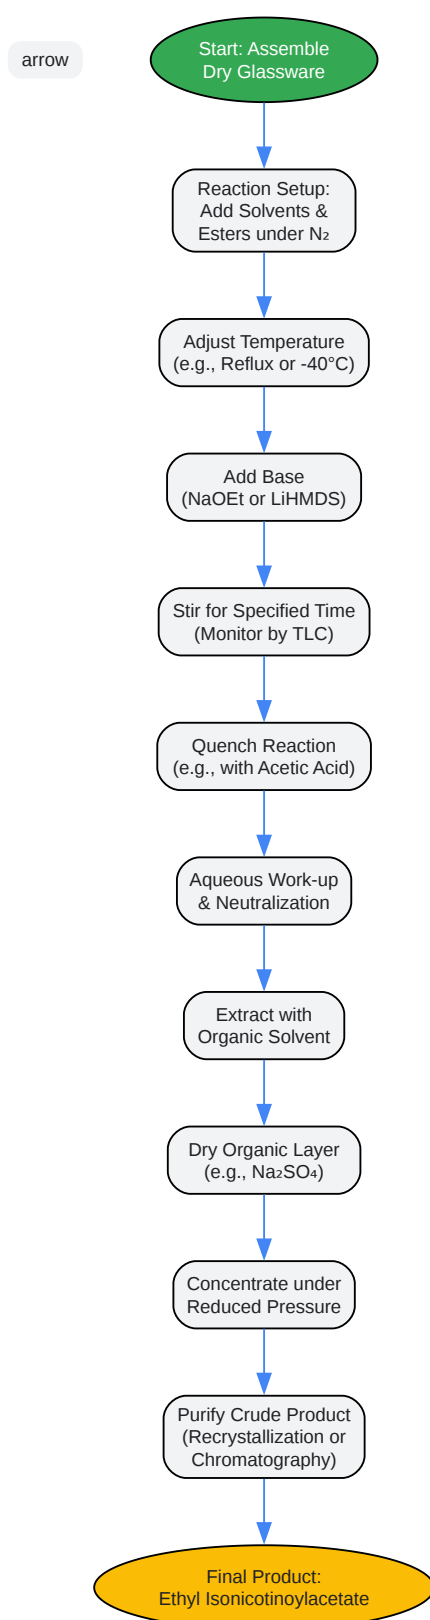 arrow
Start: Assemble
Dry Glassware
Reaction Setup:
Add Solvents &
Esters under N₂
Adjust Temperature
(e.g., Reflux or -40°C)
Add Base
(NaOEt or LiHMDS)
Stir for Specified Time
(Monitor by TLC)
Quench Reaction
(e.g., with Acetic Acid)
Aqueous Work-up
& Neutralization
Extract with
Organic Solvent
Dry Organic Layer
(e.g., Na₂SO₄)
Concentrate under
Reduced Pressure
Purify Crude Product
(Recrystallization or
Chromatography)
Final Product:
Ethyl Isonicotinoylacetate